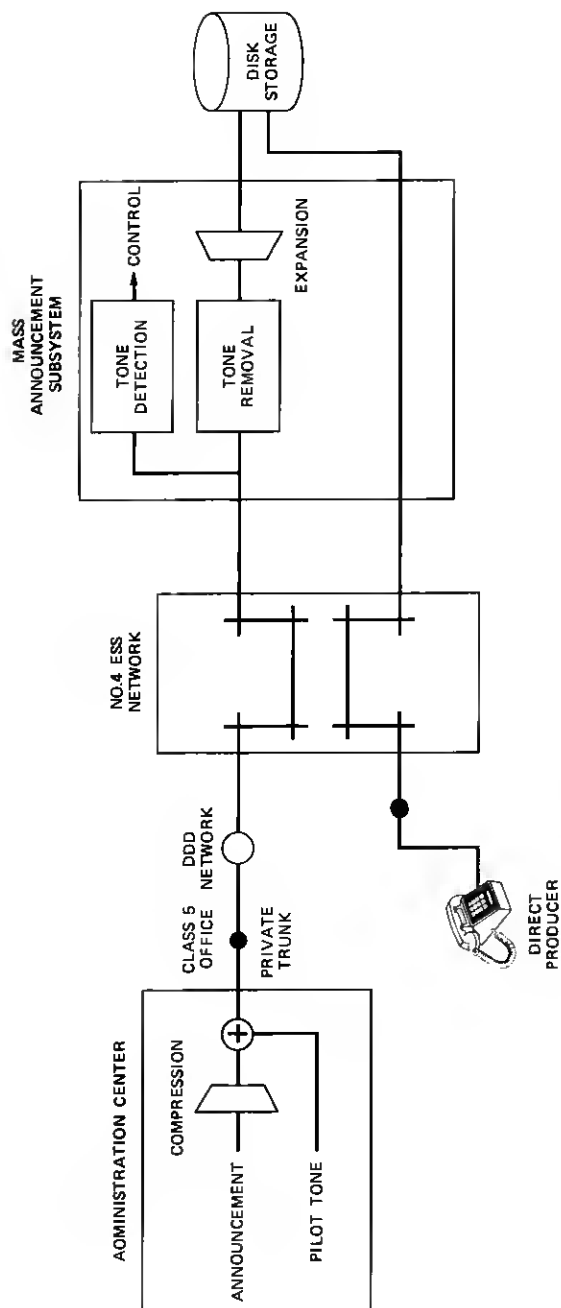 AOMINISTRATION CENTER
ANNOUNCEMENT
PILOT TONE
COMPRESSION
CLASS 5
OFFICE
PRIVATE
TRUNK
DDD
NETWORK
DIRECT
PRODUCER
NO.4 ESS
NETWORK
MASS
ANNOUNCEMENT
SUBSYSTEM
TONE
DETECTION
CONTROL
TONE
REMOVAL
EXPANSION
DISK
STORAGE